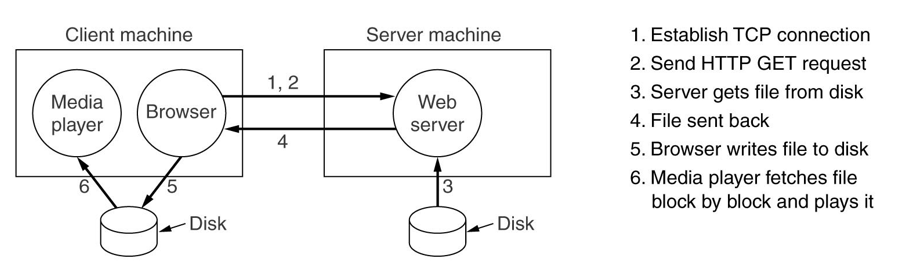 Client machine
Server machine
Media
player
Browser
1, 2
4
Web
server
6
5
3
Disk
Disk
1. Establish TCP connection
2. Send HTTP GET request
3. Server gets file from disk
4. File sent back
5. Browser writes file to disk
6. Media player fetches file
block by block and plays it